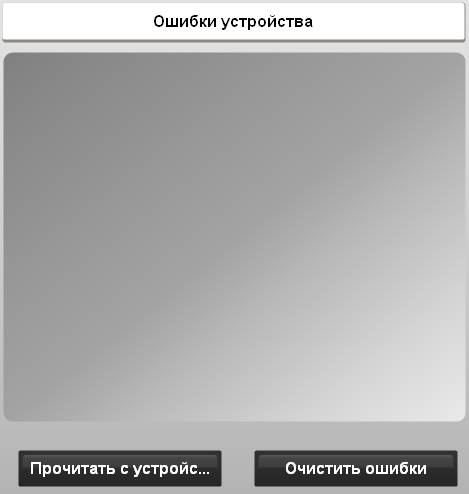 Ошибки устройства
Прочитать с устройс...
Очистить ошибки